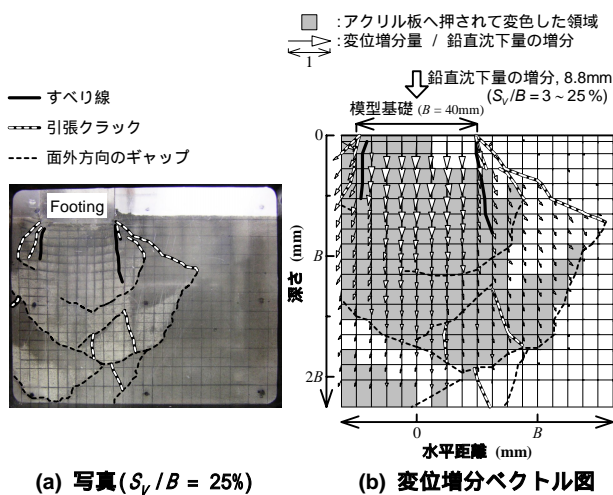 :アクリル板へ押されて変色した領域
:変位増分量 / 鉛直沈下量の増分
1
鉛直沈下量の増分, 8.8mm
(Sv/B = 3 ~ 25 %)
模型基礎 (B = 40mm)
すべり線
引張クラック
面外方向のギャップ
Footing
0
B
2B
深さ (mm)
0
B
水平距離 (mm)
(a) 写真(Sv/B = 25%)
(b) 変位増分ベクトル図